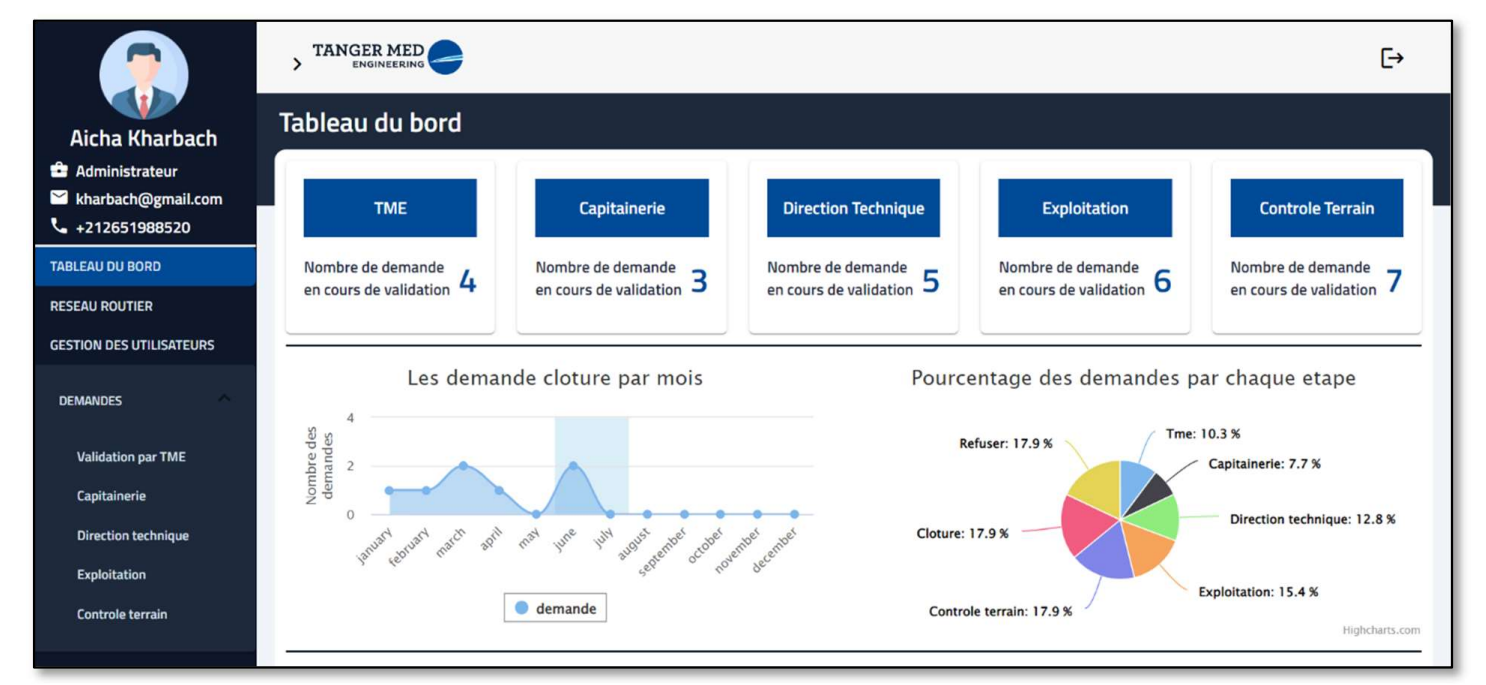 Aicha Kharbach
Administrateur
kharbach@gmail.com
+212651988520
TABLEAU DU BORD
RESEAU ROUTIER
GESTION DES UTILISATEURS
DEMANDES
Validation par TME
Capitainerie
Direction technique
Exploitation
Controle terrain
TANGER MED
ENGINEERING
Tableau du bord
TME
Nombre de demande
en cours de validation 4
Capitainerie
Nombre de demande
en cours de validation 3
Direction Technique
Nombre de demande
en cours de validation 5
Exploitation
Nombre de demande
en cours de validation 6
Controle Terrain
Nombre de demande
en cours de validation 7
Les demande cloture par mois
Nombre des
demandes
4
2
0
january
february
march
april
may
june
july
august
september
october
november
december
demande
Pourcentage des demandes par chaque etape
Tme: 10.3 %
Capitainerie: 7.7 %
Direction technique: 12.8 %
Exploitation: 15.4 %
Controle terrain: 17.9 %
Cloture: 17.9 %
Refuser: 17.9 %
Highcharts.com